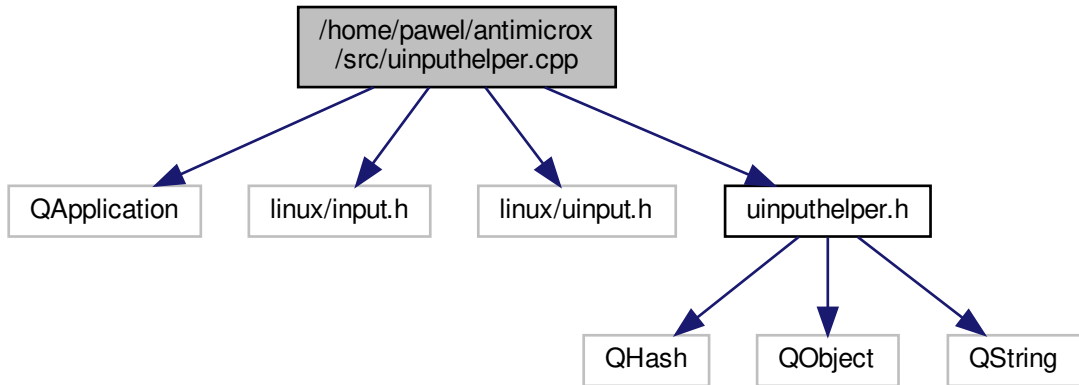 /home/pawel/antimicrox
/src/uinputhelper.cpp
QApplication
linux/input.h
linux/uinput.h
uinputhelper.h
QHash
QObject
QString